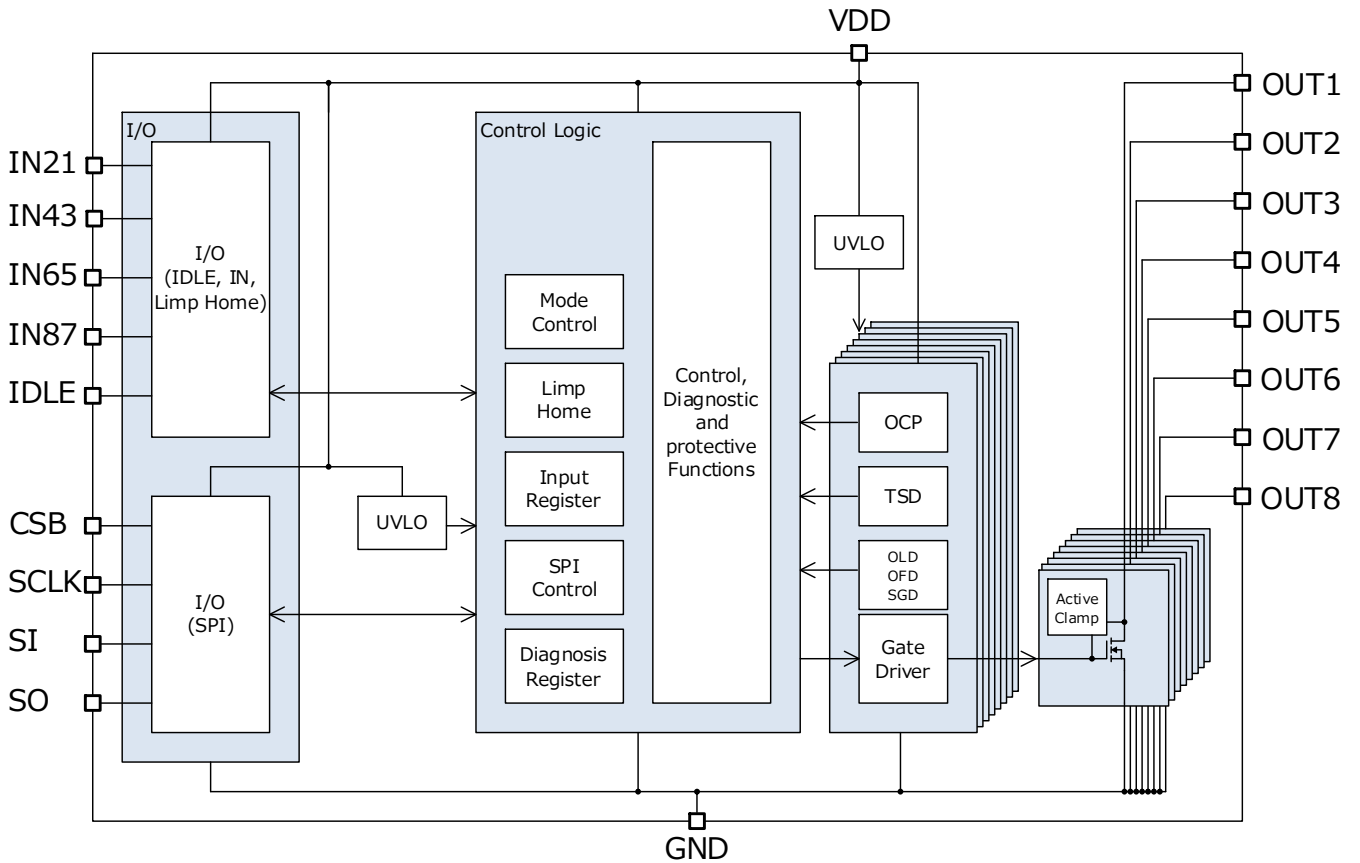 VDD
I/O
IN21
IN43
IN65
IN87
IDLE
I/O
(IDLE, IN,
Limp Home)
CSB
SCLK
SI
SO
I/O
(SPI)
UVLO
Control Logic
Mode
Control
Limp
Home
Input
Register
SPI
Control
Diagnosis
Register
Control,
Diagnostic
and
protective
Functions
UVLO
OCP
TSD
OLD
OFD
SGD
Gate
Driver
Active
Clamp
OUT1
OUT2
OUT3
OUT4
OUT5
OUT6
OUT7
OUT8
GND